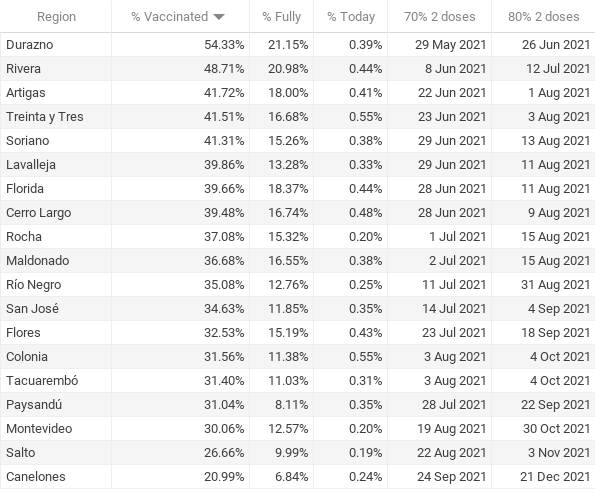 Region % Vaccinated % Fully % Today 70% 2 doses 80% 2 doses
Durazno 54.33% 21.15% 0.39% 29 May 2021 26 Jun 2021
Rivera 48.71% 20.98% 0.44% 8 Jun 2021 12 Jul 2021
Artigas 41.72% 18.00% 0.41% 22 Jun 2021 1 Aug 2021
Treinta y Tres 41.51% 16.68% 0.55% 23 Jun 2021 3 Aug 2021
Soriano 41.31% 15.26% 0.38% 29 Jun 2021 13 Aug 2021
Lavalleja 39.86% 13.28% 0.33% 29 Jun 2021 11 Aug 2021
Florida 39.66% 18.37% 0.44% 28 Jun 2021 11 Aug 2021
Cerro Largo 39.48% 16.74% 0.48% 28 Jun 2021 9 Aug 2021
Rocha 37.08% 15.32% 0.20% 1 Jul 2021 15 Aug 2021
Maldonado 36.68% 16.55% 0.38% 2 Jul 2021 15 Aug 2021
Río Negro 35.08% 12.76% 0.25% 11 Jul 2021 31 Aug 2021
San José 34.63% 11.85% 0.35% 14 Jul 2021 4 Sep 2021
Flores 32.53% 15.19% 0.43% 23 Jul 2021 18 Sep 2021
Colonia 31.56% 11.38% 0.55% 3 Aug 2021 4 Oct 2021
Tacuarembó 31.40% 11.03% 0.31% 3 Aug 2021 4 Oct 2021
Paysandú 31.04% 8.11% 0.35% 28 Jul 2021 22 Sep 2021
Montevideo 30.06% 12.57% 0.20% 19 Aug 2021 30 Oct 2021
Salto 26.66% 9.99% 0.19% 22 Aug 2021 3 Nov 2021
Canelones 20.99% 6.84% 0.24% 24 Sep 2021 21 Dec 2021